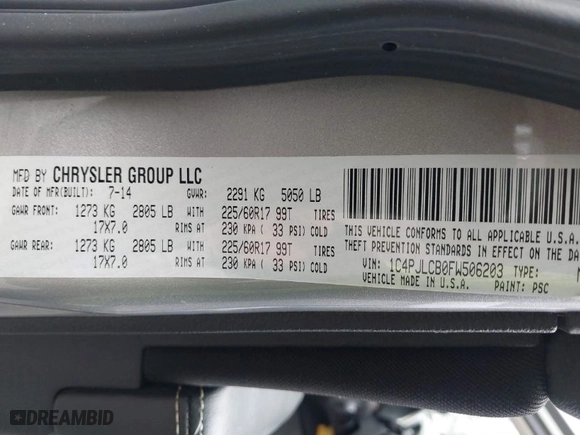 MFD BY CHRYSLER GROUP LLC
DATE OF MFR(BUILT): 7-14 GVWR: 2291 KG 5050 LB
GAWR FRONT: 1273 KG 2805 LB WITH 225/60R17 99T TIRES
17X7.0 RIMS AT 230 KPA ( 33 PSI) COLD
GAWR REAR: 1273 KG 2805 LB WITH 225/60R17 99T TIRES
17X7.0 RIMS AT 230 KPA ( 33 PSI) COLD
THIS VEHICLE CONFORMS TO ALL U.S.A.
THEFT PREVENTION STANDARDS IN EFFECT ON THE DA
VIN: 1C4PJLCB0FW506203 TYPE:
VEHICLE MADE IN U.S.A. PAINT: PSC
DREAMBID